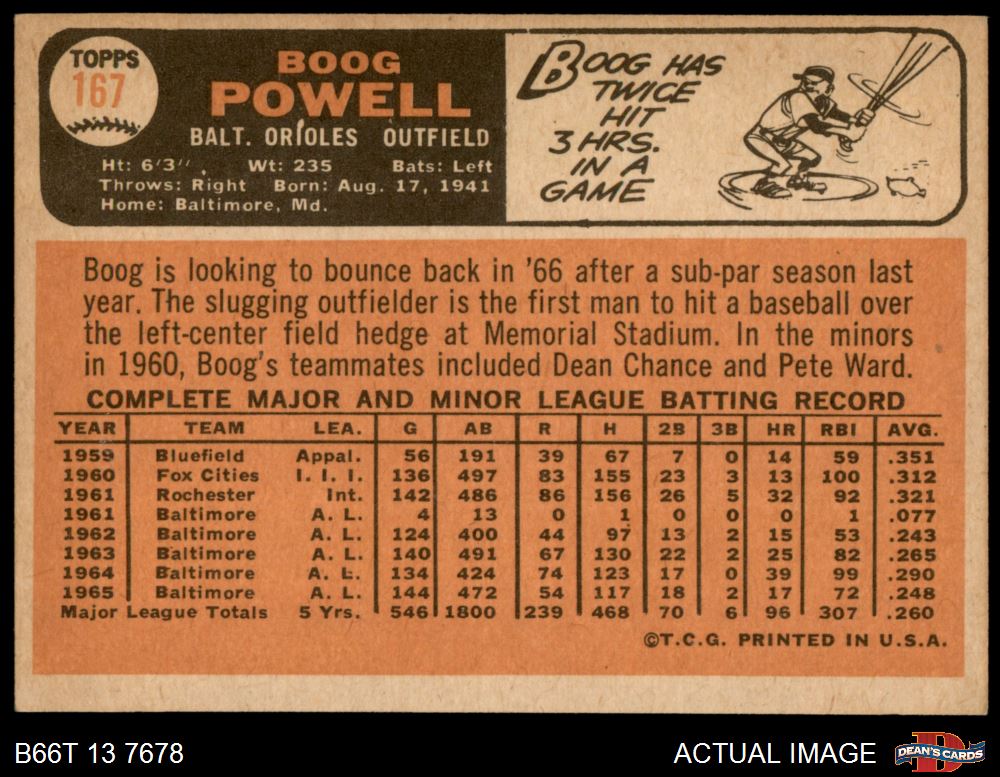 TOPPS
167
BOOG
POWELL
BALT. ORIOLES OUTFIELD
Ht: 6'3" Wt: 235 Bats: Left
Throws: Right Born: Aug. 17, 1941
Home: Baltimore, Md.
BOOG HAS
TWICE
HIT
3 HRS.
IN A
GAME
Boog is looking to bounce back in '66 after a sub-par season last
year. The slugging outfielder is the first man to hit a baseball over
the left-center field hedge at Memorial Stadium. In the minors
in 1960, Boog's teammates included Dean Chance and Pete Ward.
COMPLETE MAJOR AND MINOR LEAGUE BATTING RECORD
YEAR TEAM LEA. G AB R H 2B 3B HR RBI AVG.
1959 Bluefield Appal. 56 191 39 67 7 0 14 59 .351
1960 Fox Cities I. I. I. 136 497 83 155 23 3 13 100 .312
1961 Rochester Int. 142 486 86 156 26 5 32 92 .321
1961 Baltimore A. L. 4 13 0 1 0 0 0 1 .077
1962 Baltimore A. L. 124 400 44 97 13 2 15 53 .243
1963 Baltimore A. L. 140 491 67 130 22 2 25 82 .265
1964 Baltimore A. L. 134 424 74 123 17 0 39 99 .290
1965 Baltimore A. L. 144 472 54 117 18 2 17 72 .248
Major League Totals 5 Yrs. 546 1800 239 468 70 6 96 307 .260
©T.C.G. PRINTED IN U.S.A.
B66T 13 7678
ACTUAL IMAGE
DEAN'S CARDS